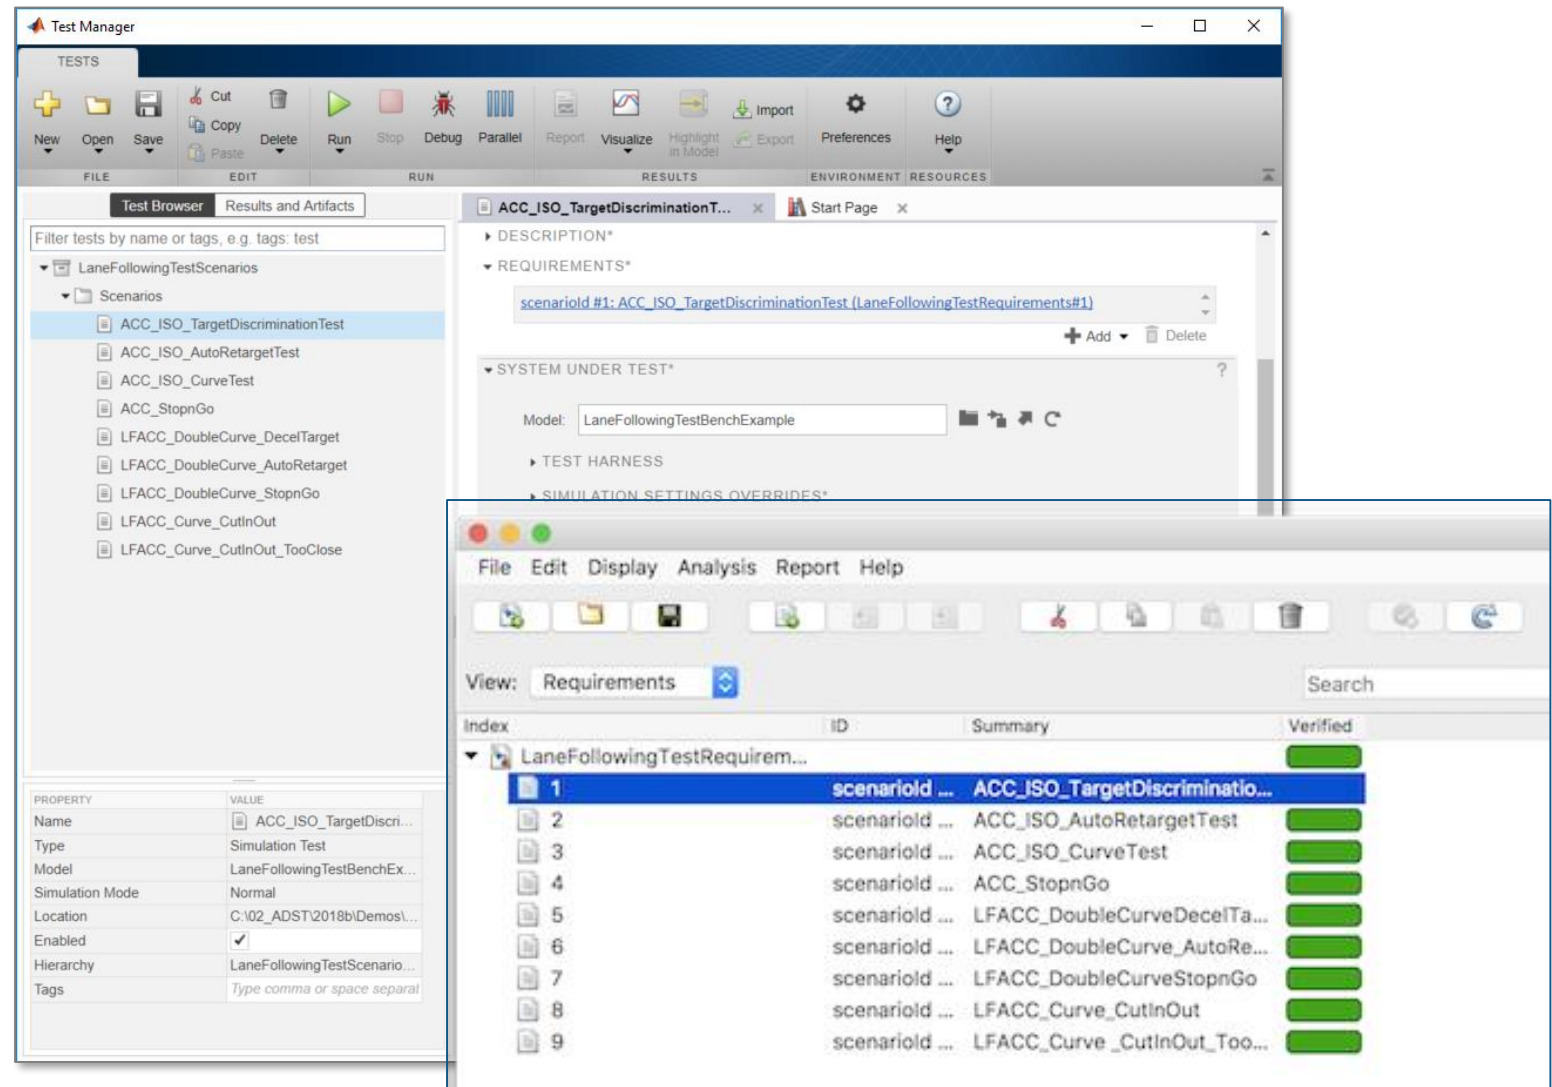 Test Manager
TESTS
New
Open
Save
Cut
Copy
Paste
Delete
Run
Stop
Debug
Parallel
Report
Visualize
Highlight
in Model
Import
Export
Preferences
Help
FILE
EDIT
RUN
RESULTS
ENVIRONMENT
RESOURCES
Test Browser
Results and Artifacts
Filter tests by name or tags, e.g. tags: test
LaneFollowingTestScenarios
Scenarios
ACC_ISO_TargetDiscriminationTest
ACC_ISO_AutoRetargetTest
ACC_ISO_CurveTest
ACC_StopnGo
LFACC_DoubleCurve_DecelTarget
LFACC_DoubleCurve_AutoRetarget
LFACC_DoubleCurve_StopnGo
LFACC_Curve_CutInOut
LFACC_Curve_CutInOut_TooClose
PROPERTY VALUE
Name ACC_ISO_TargetDiscri...
Type Simulation Test
Model LaneFollowingTestBenchEx...
Simulation Mode Normal
Location C:\02_ADST\2018b\Demos\...
Enabled
Hierarchy LaneFollowingTestScenario...
Tags Type comma or space separat
ACC_ISO_TargetDiscriminationT...
Start Page
DESCRIPTION*
REQUIREMENTS*
scenarioId #1: ACC_ISO_TargetDiscriminationTest (LaneFollowingTestRequirements#1)
Add
Delete
SYSTEM UNDER TEST*
?
Model: LaneFollowingTestBenchExample
TEST HARNESS
SIMULATION SETTINGS OVERRIDES*
File Edit Display Analysis Report Help
View: Requirements
Search
Index ID Summary Verified
LaneFollowingTestRequirem...
1 scenarioId ... ACC_ISO_TargetDiscriminatio...
2 scenarioId ... ACC_ISO_AutoRetargetTest
3 scenarioId ... ACC_ISO_CurveTest
4 scenarioId ... ACC_StopnGo
5 scenarioId ... LFACC_DoubleCurveDecelTa...
6 scenarioId ... LFACC_DoubleCurve_AutoRe...
7 scenarioId ... LFACC_DoubleCurveStopnGo
8 scenarioId ... LFACC_Curve_CutInOut
9 scenarioId ... LFACC_Curve _CutInOut_Too...